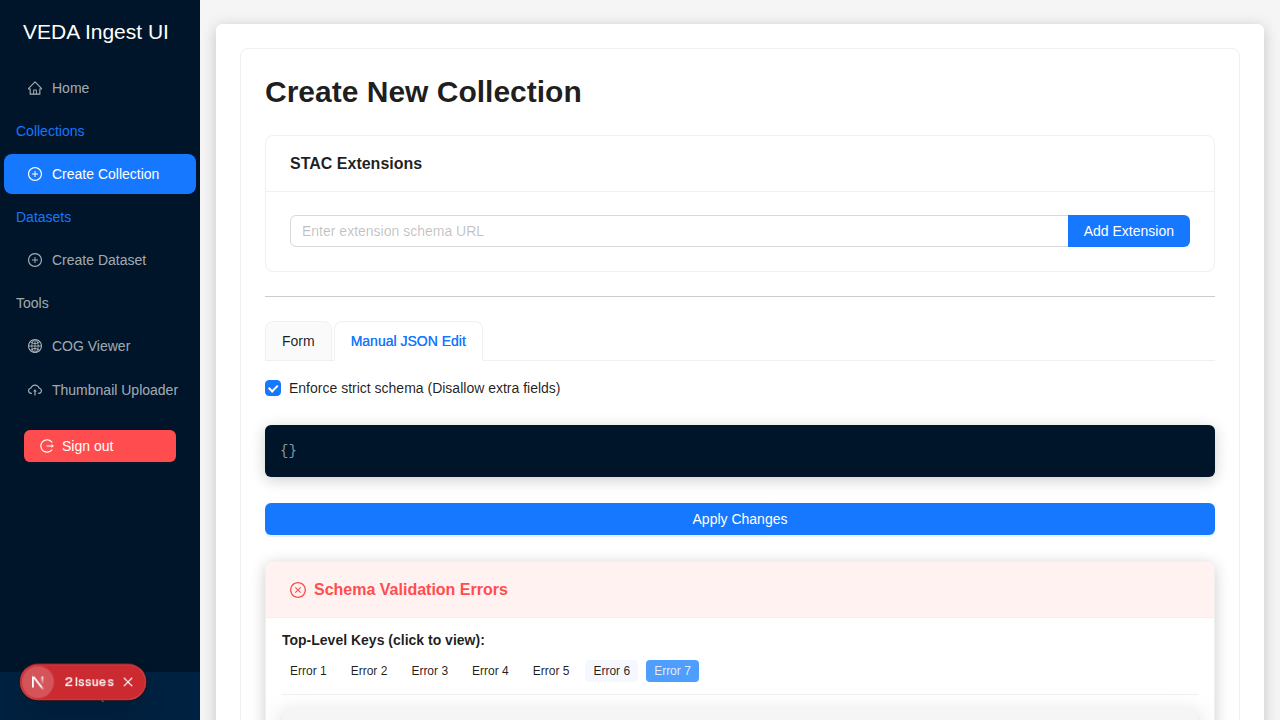 VEDA Ingest UI
Home
Collections
Create Collection
Datasets
Create Dataset
Tools
COG Viewer
Thumbnail Uploader
Sign out
2 Issues
Create New Collection
STAC Extensions
Enter extension schema URL
Add Extension
Form
Manual JSON Edit
Enforce strict schema (Disallow extra fields)
{}
Apply Changes
Schema Validation Errors
Top-Level Keys (click to view):
Error 1 Error 2 Error 3 Error 4 Error 5 Error 6 Error 7